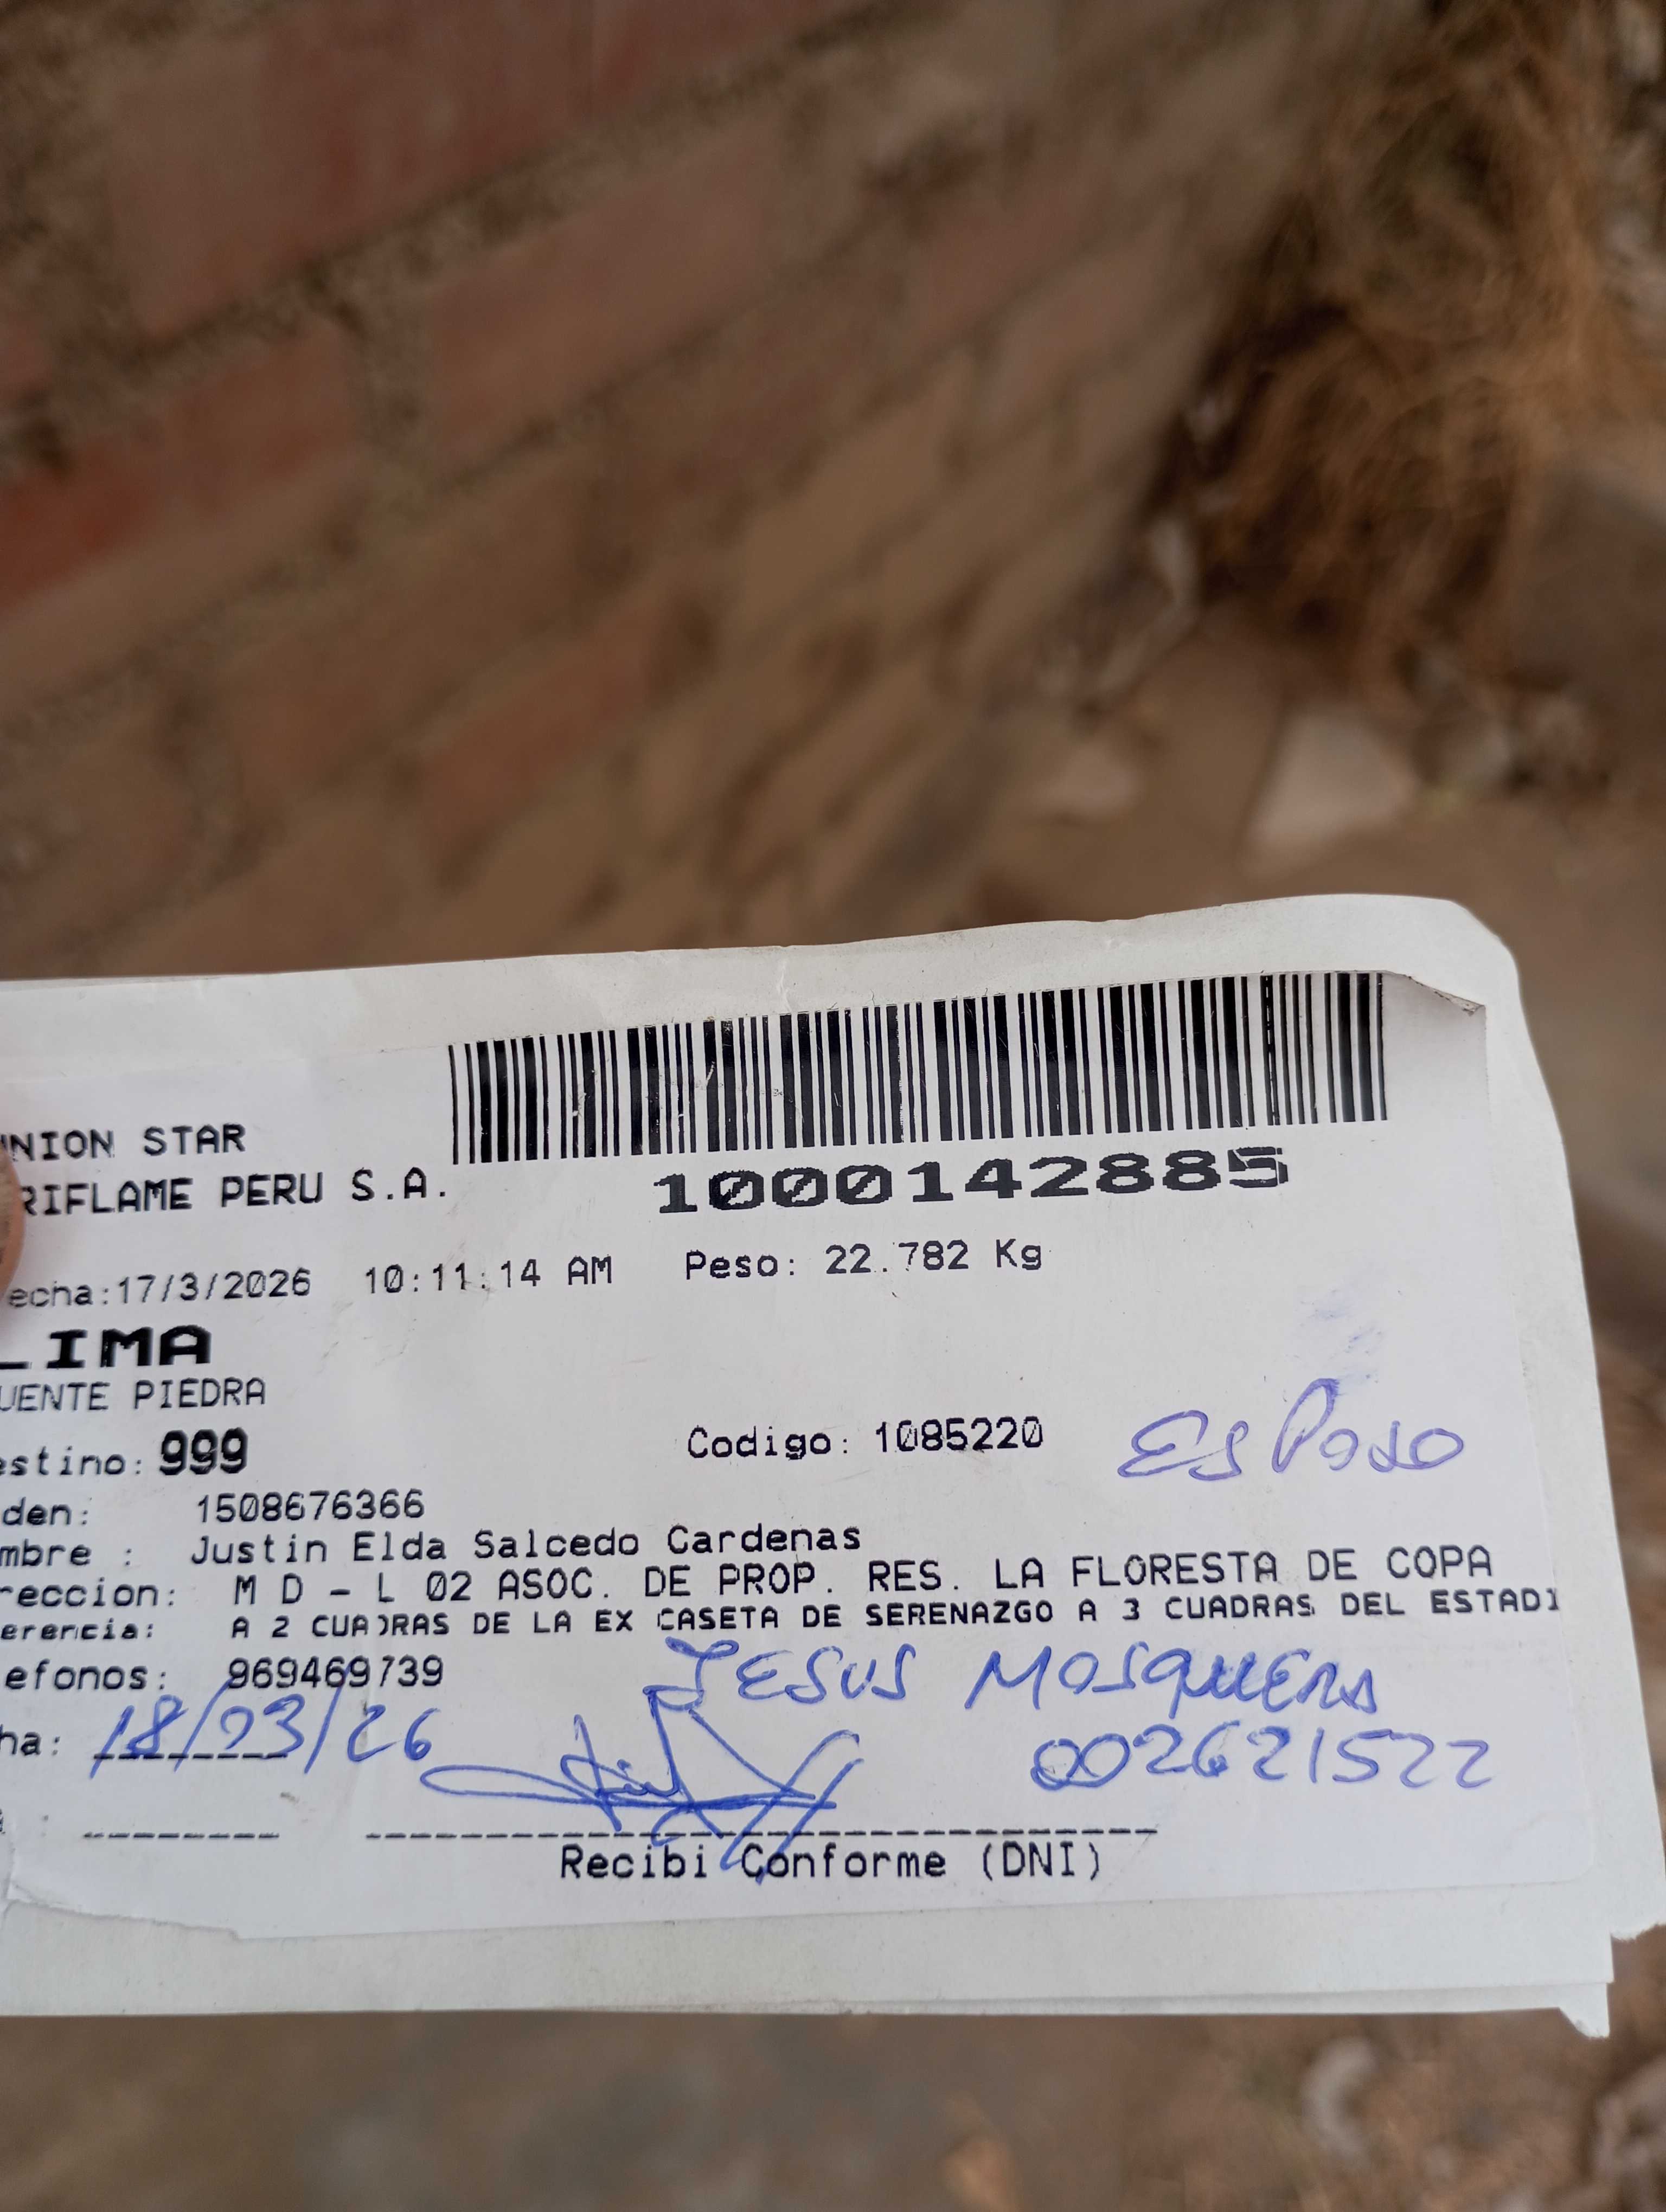 NION STAR
RIFLAME PERU S.A.
1000142885
echa:17/3/2026 10:11:14 AM Peso: 22.782 Kg
LIMA
UENTE PIEDRA
estino: 999 Codigo: 1085220 Esposo
den: 1508676366
mbre : Justin Elda Salcedo Cardenas
reccion: M D - L 02 ASOC. DE PROP. RES. LA FLORESTA DE COPA
erencia: A 2 CUADRAS DE LA EX CASETA DE SERENAZGO A 3 CUADRAS DEL ESTADI
efonos: 969469739 JESUS MOSQUERA
ha: 18/03/26 002621522
Recibi Conforme (DNI)